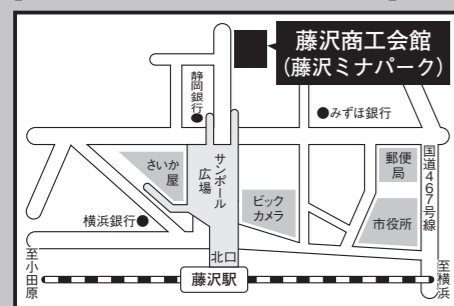 藤沢商工会館
(藤沢ミナパーク)
静岡銀行
みずほ銀行
さいか
屋
サンパール
広場
ビック
カメラ
郵便
局
国道467号線
市役所
横浜銀行
北口
藤沢駅
至小田原
至横浜